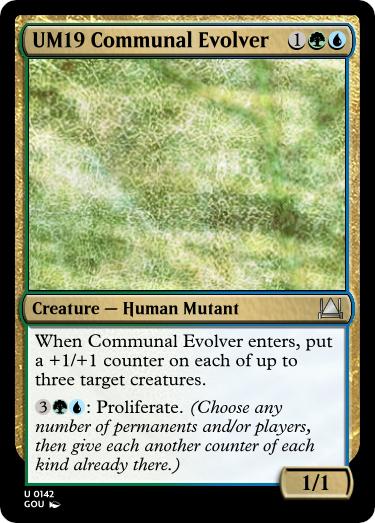 UM19 Communal Evolver 1
Creature — Human Mutant
When Communal Evolver enters, put
a +1/+1 counter on each of up to
three target creatures.
3: Proliferate. (Choose any
number of permanents and/or players,
then give each another counter of each
kind already there.)
1/1
U 0142
GOU